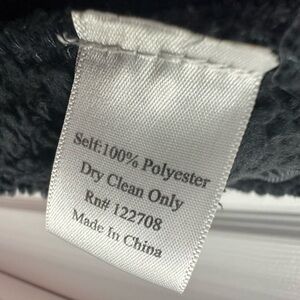 Self:100% Polyester
Dry Clean Only
Rn# 122708
Made In China